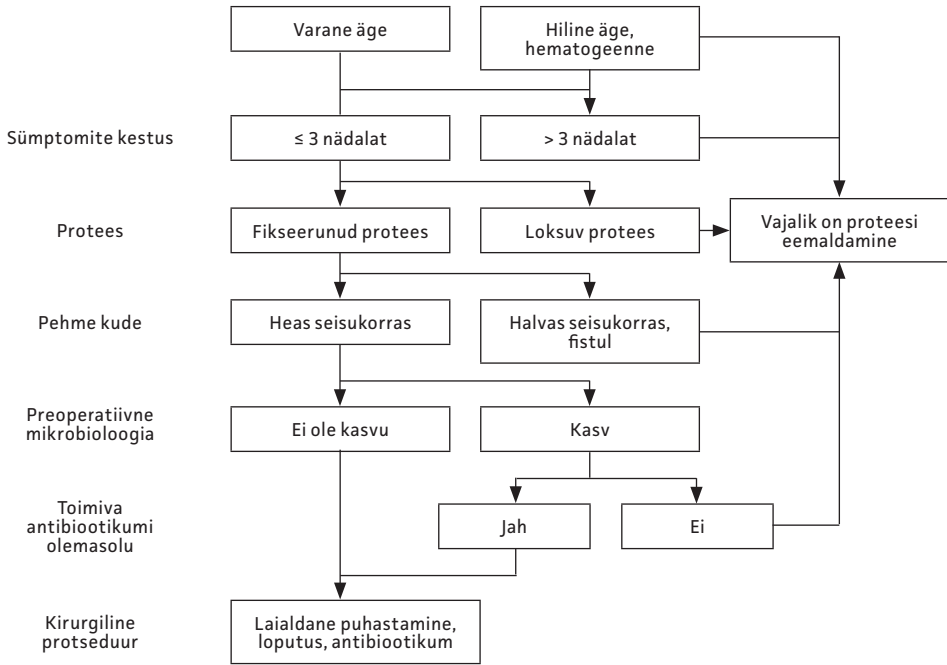 Varane äge
Hiline äge,
hematogeenne
Sümptomite kestus
≤ 3 nädalat
> 3 nädalat
Protees
Fikseerunud protees
Loksuv protees
Vajalik on proteesi
eemaldamine
Pehme kude
Heas seisukorras
Halvas seisukorras,
fistul
Preoperatiivne
mikrobioloogia
Ei ole kasvu
Kasv
Toimiva
antibiootikumi
olemasolu
Jah
Ei
Kirurgiline
protseduur
Laialdane puhastamine,
loputus, antibiootikum